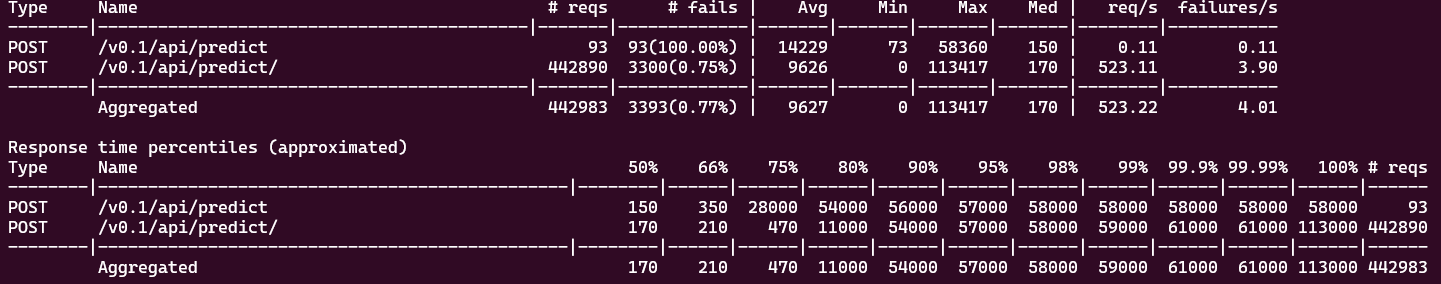 Type     Name                                          # reqs      # fails |    Avg     Min     Max    Med |   req/s  failures/s
--------|-------------------------------------------|-------|-------------|-------|-------|-------|-------|--------|-----------
POST     /v0.1/api/predict                                 93  93(100.00%) |  14229      73   58360    150 |    0.11        0.11
POST     /v0.1/api/predict/                            442890  3300(0.75%) |   9626       0  113417    170 |  523.11        3.90
--------|-------------------------------------------|-------|-------------|-------|-------|-------|-------|--------|-----------
         Aggregated                                    442983  3393(0.77%) |   9627       0  113417    170 |  523.22        4.01
Response time percentiles (approximated)
Type     Name                                                  50%    66%    75%    80%    90%    95%    98%    99%  99.9% 99.99%   100% # reqs
--------|-----------------------------------------------|--------|------|------|------|------|------|------|------|------|------|------|------
POST     /v0.1/api/predict                                     150    350  28000  54000  56000  57000  58000  58000  58000  58000  58000     93
POST     /v0.1/api/predict/                                    170    210    470  11000  54000  57000  58000  59000  61000  61000 113000 442890
--------|-----------------------------------------------|--------|------|------|------|------|------|------|------|------|------|------|------
         Aggregated                                            170    210    470  11000  54000  57000  58000  59000  61000  61000 113000 442983